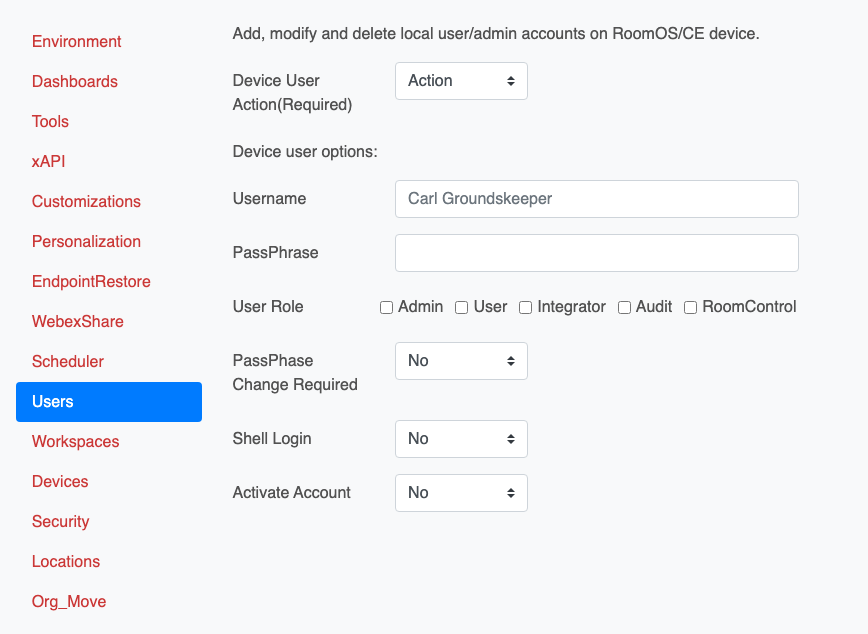 Environment
Dashboards
Tools
xAPI
Customizations
Personalization
EndpointRestore
WebexShare
Scheduler
Users
Workspaces
Devices
Security
Locations
Org_Move
Add, modify and delete local user/admin accounts on RoomOS/CE device.
Device User
Action(Required)
Action
Device user options:
Username
Carl Groundskeeper
PassPhrase
User Role
Admin User Integrator Audit RoomControl
PassPhase
Change Required
No
Shell Login
No
Activate Account
No